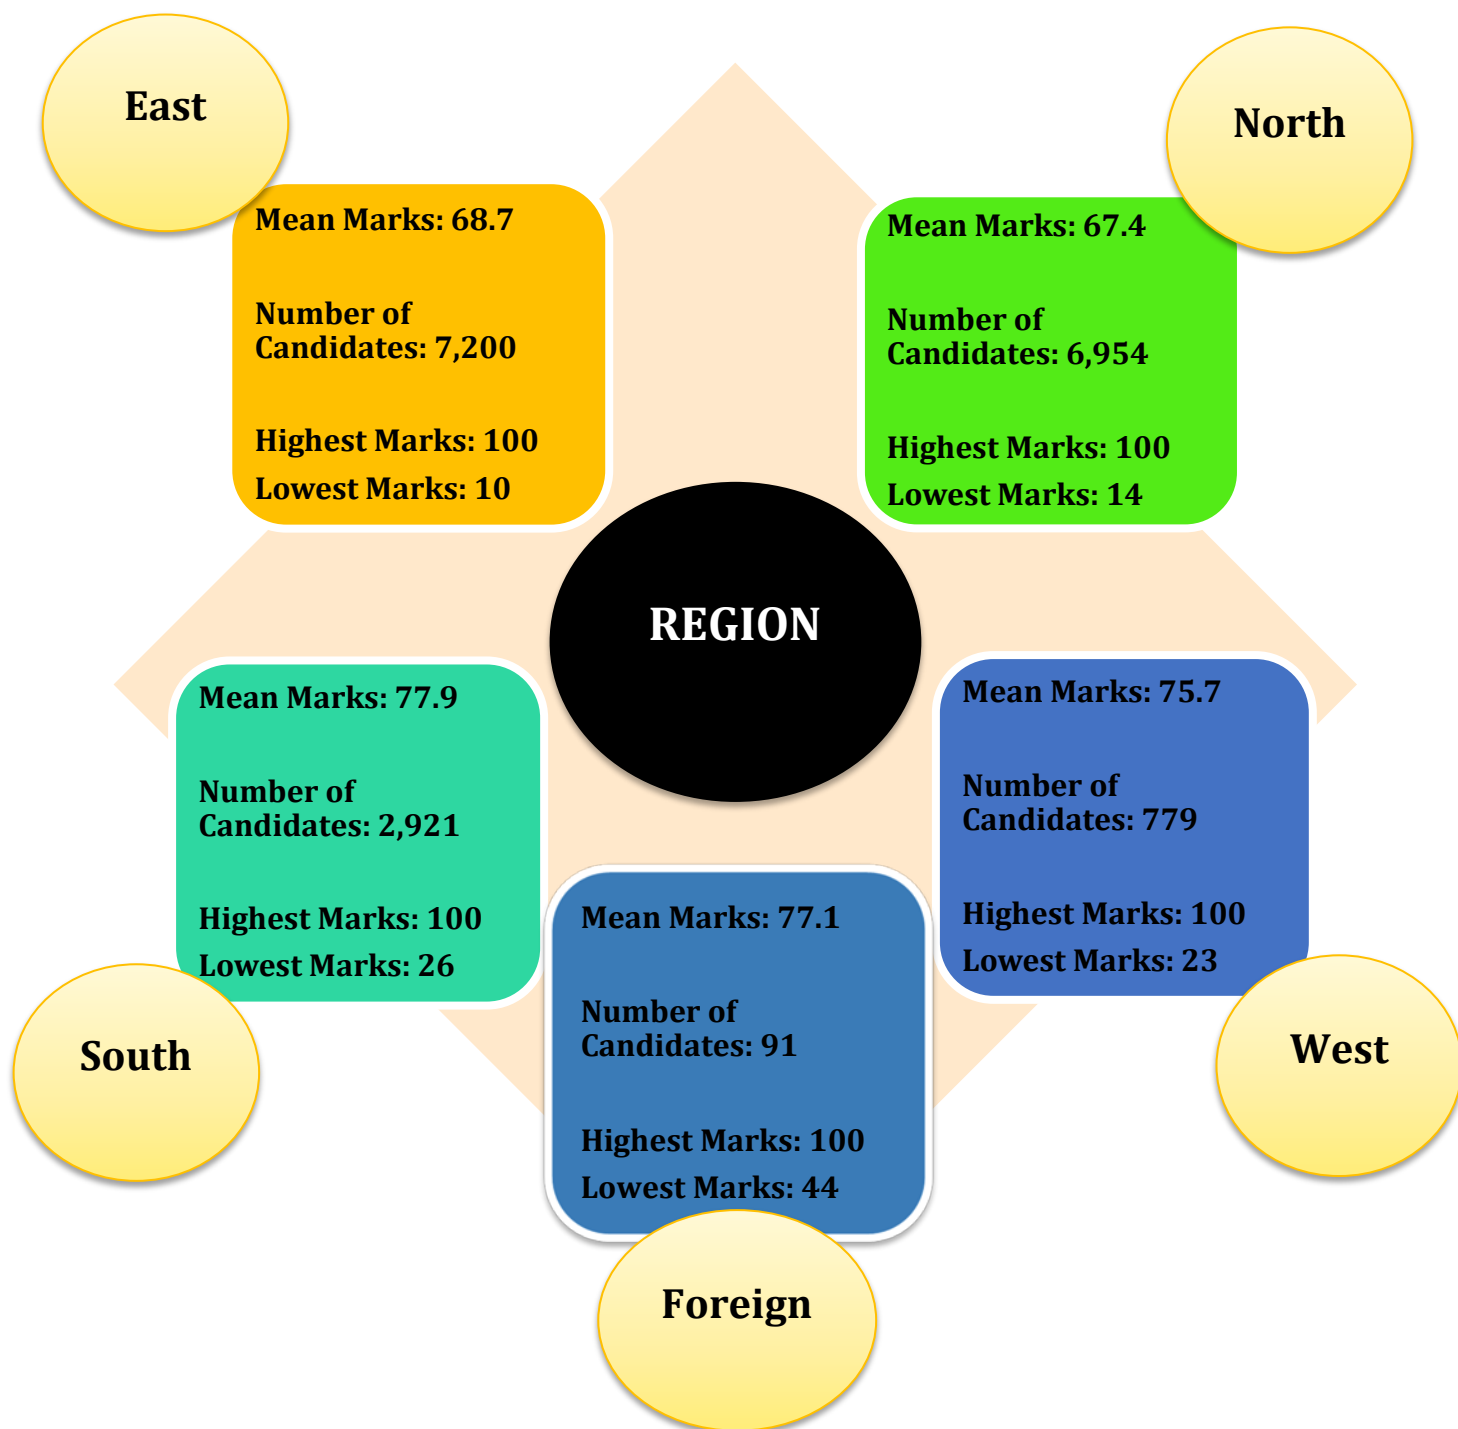 East
Mean Marks: 68.7
Number of
Candidates: 7,200
Highest Marks: 100
Lowest Marks: 10
North
Mean Marks: 67.4
Number of
Candidates: 6,954
Highest Marks: 100
Lowest Marks: 14
REGION
Mean Marks: 77.9
Number of
Candidates: 2,921
Highest Marks: 100
Lowest Marks: 26
South
Mean Marks: 75.7
Number of
Candidates: 779
Highest Marks: 100
Lowest Marks: 23
West
Mean Marks: 77.1
Number of
Candidates: 91
Highest Marks: 100
Lowest Marks: 44
Foreign